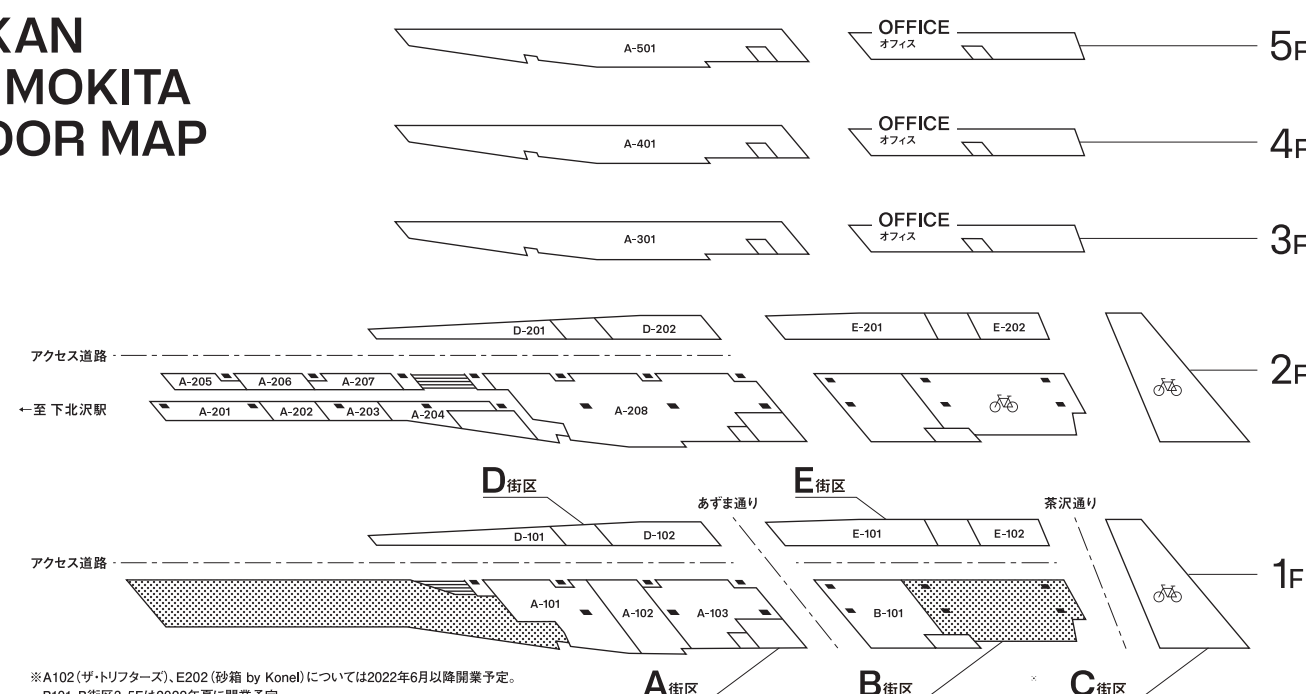 KAN
MOKITA
OOR MAP
OFFICE
オフィス
A-501
5F
OFFICE
オフィス
A-401
4F
OFFICE
オフィス
A-301
3F
D-201
D-202
E-201
E-202
アクセス道路
2F
A-205
A-206
A-207
←至 下北沢駅
A-201
A-202
A-203
A-204
A-208
D街区
E街区
あずま通り
茶沢通り
D-101
D-102
E-101
E-102
アクセス道路
1F
A-101
A-102
A-103
B-101
※A102（ザ・トリフターズ）、E202（砂箱 by Konel）については2022年6月以降開業予定。
A街区
B街区
C街区